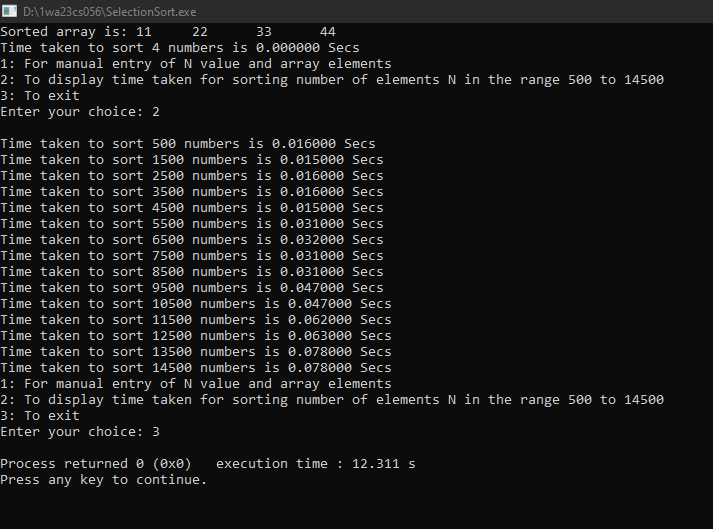 D:\1wa23cs056\SelectionSort.exe
Sorted array is: 11     22      33      44
Time taken to sort 4 numbers is 0.000000 Secs
1: For manual entry of N value and array elements
2: To display time taken for sorting number of elements N in the range 500 to 14500
3: To exit
Enter your choice: 2

Time taken to sort 500 numbers is 0.016000 Secs
Time taken to sort 1500 numbers is 0.015000 Secs
Time taken to sort 2500 numbers is 0.016000 Secs
Time taken to sort 3500 numbers is 0.016000 Secs
Time taken to sort 4500 numbers is 0.015000 Secs
Time taken to sort 5500 numbers is 0.031000 Secs
Time taken to sort 6500 numbers is 0.032000 Secs
Time taken to sort 7500 numbers is 0.031000 Secs
Time taken to sort 8500 numbers is 0.031000 Secs
Time taken to sort 9500 numbers is 0.047000 Secs
Time taken to sort 10500 numbers is 0.047000 Secs
Time taken to sort 11500 numbers is 0.062000 Secs
Time taken to sort 12500 numbers is 0.063000 Secs
Time taken to sort 13500 numbers is 0.078000 Secs
Time taken to sort 14500 numbers is 0.078000 Secs
1: For manual entry of N value and array elements
2: To display time taken for sorting number of elements N in the range 500 to 14500
3: To exit
Enter your choice: 3

Process returned 0 (0x0)   execution time : 12.311 s
Press any key to continue.